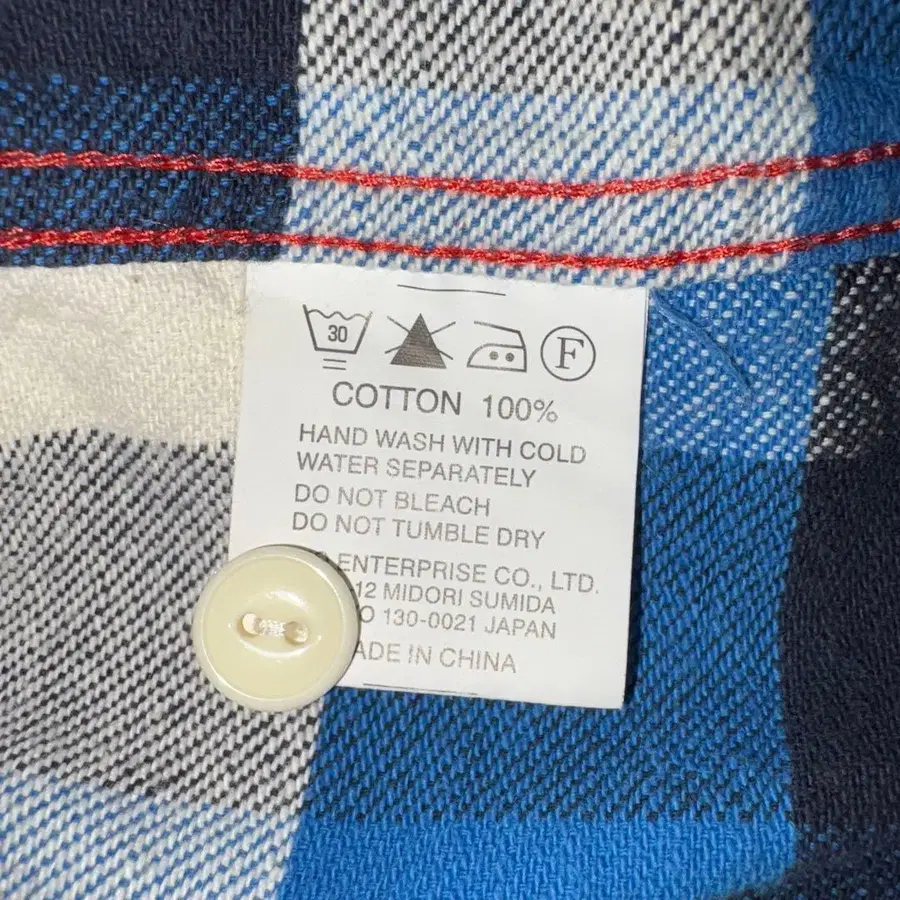 30 F
COTTON 100%
HAND WASH WITH COLD
WATER SEPARATELY
DO NOT BLEACH
DO NOT TUMBLE DRY
ENTERPRISE CO., LTD.
12 MIDORI SUMIDA
130-0021 JAPAN
IN CHINA